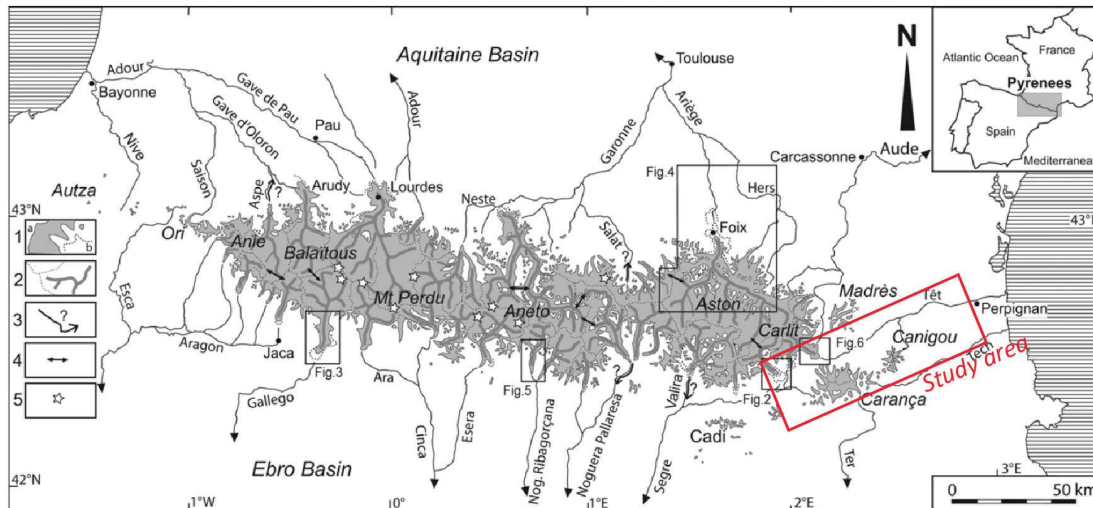 Aquitaine Basin
Toulouse
N
Atlantic Ocean
France
Pyrenees
Spain
Mediterranean
Adour
Bayonne
Gave de Pau
Gave d'Oloron
Pau
Adour
Ariège
Garonne
Carcassonne
Aude
Nive
Saison
Autza
Aspe
?
Arudy
Lourdes
Neste
Fig.4
Hers
Salat ?
Foix
43°N
43°N
1
a
b
Ori
Anie
Balaïtous
Mt Perdu
Aneto
Aston
Carlit
Madrès
Têt
Perpignan
Canigou
Tech
Study area
Carança
Fig.6
Fig.2
2
3
?
4
5
Esca
Aragon
Jaca
Fig.3
Gallego
Ara
Cinca
Esera
Fig.5
Nog. Ribagorçana
Noguera Pallaresa
?
Valira
?
Segre
Cadi
Ter
Ebro Basin
42°N
1°W
0°
1°E
2°E
3°E
0
50 km